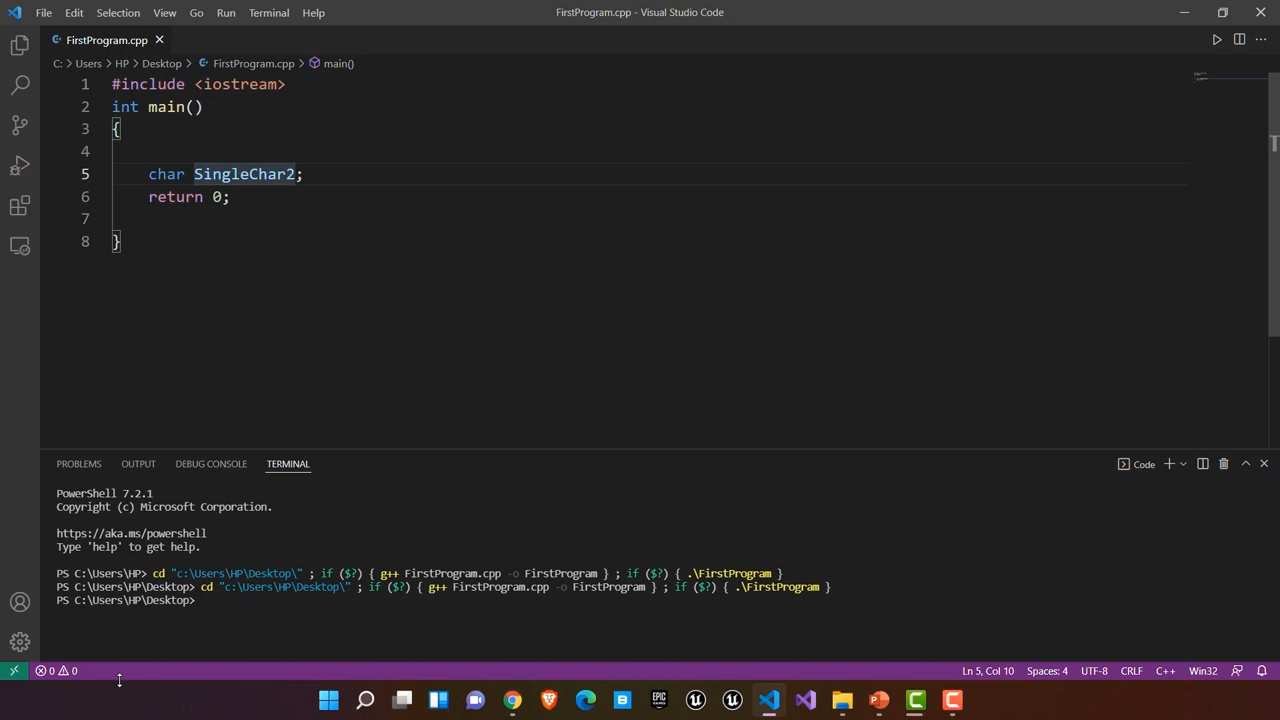 File Edit Selection View Go Run Terminal Help FirstProgram.cpp - Visual Studio Code
FirstProgram.cpp
C: > Users > HP > Desktop > FirstProgram.cpp > main()
1 #include <iostream>
2 int main()
3 {
4
5 char SingleChar2;
6 return 0;
7
8 }
PROBLEMS OUTPUT DEBUG CONSOLE TERMINAL Code
PowerShell 7.2.1
Copyright (c) Microsoft Corporation.
https://aka.ms/powershell
Type 'help' to get help.
PS C:\Users\HP> cd "c:\Users\HP\Desktop\" ; if ($?) { g++ FirstProgram.cpp -o FirstProgram } ; if ($?) { .\FirstProgram }
PS C:\Users\HP\Desktop> cd "c:\Users\HP\Desktop\" ; if ($?) { g++ FirstProgram.cpp -o FirstProgram } ; if ($?) { .\FirstProgram }
PS C:\Users\HP\Desktop>
0 0 Ln 5, Col 10 Spaces: 4 UTF-8 CRLF C++ Win32